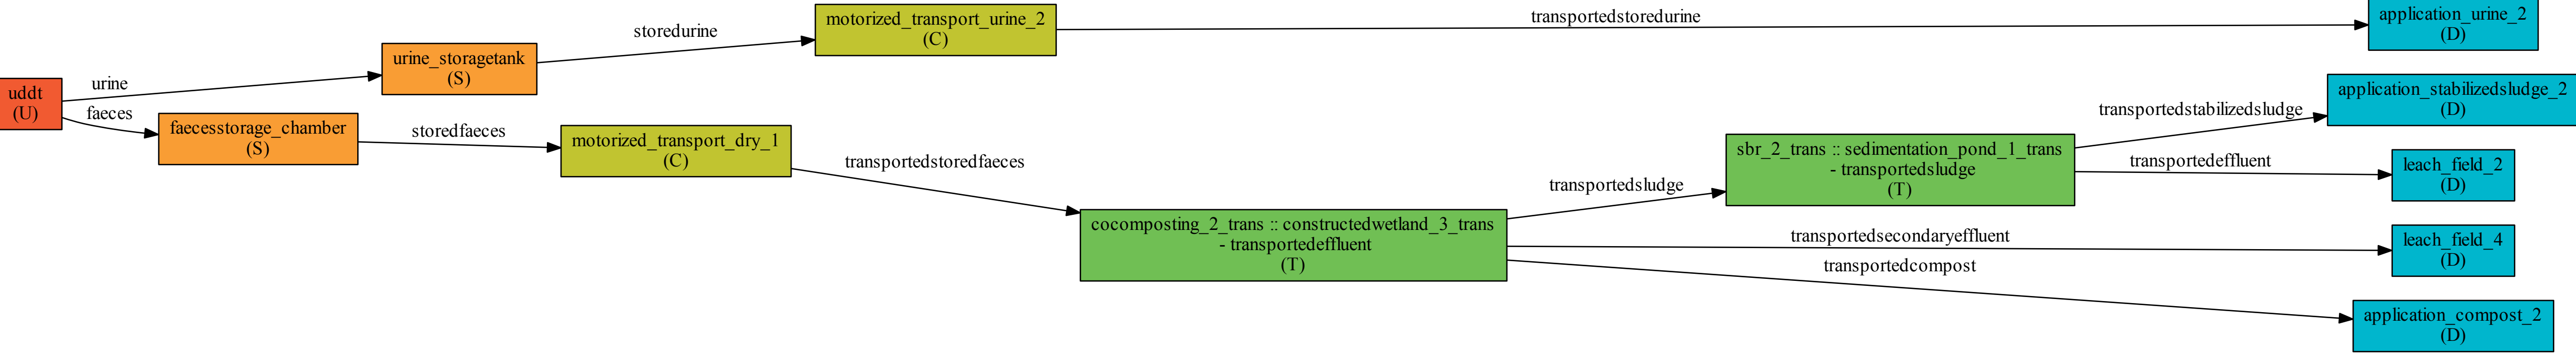 uddt
(U)
urine
faeces
urine_storagetank
(S)
faecesstorage_chamber
(S)
storedurine
storedfaeces
motorized_transport_urine_2
(C)
motorized_transport_dry_1
(C)
transportedstoredurine
transportedstoredfaeces
cocomposting_2_trans :: constructedwetland_3_trans
- transportedeffluent
(T)
transportedsludge
transportedsecondaryeffluent
transportedcompost
sbr_2_trans :: sedimentation_pond_1_trans
- transportedsludge
(T)
transportedstabilizedsludge
transportedeffluent
application_urine_2
(D)
application_stabilizedsludge_2
(D)
leach_field_2
(D)
leach_field_4
(D)
application_compost_2
(D)